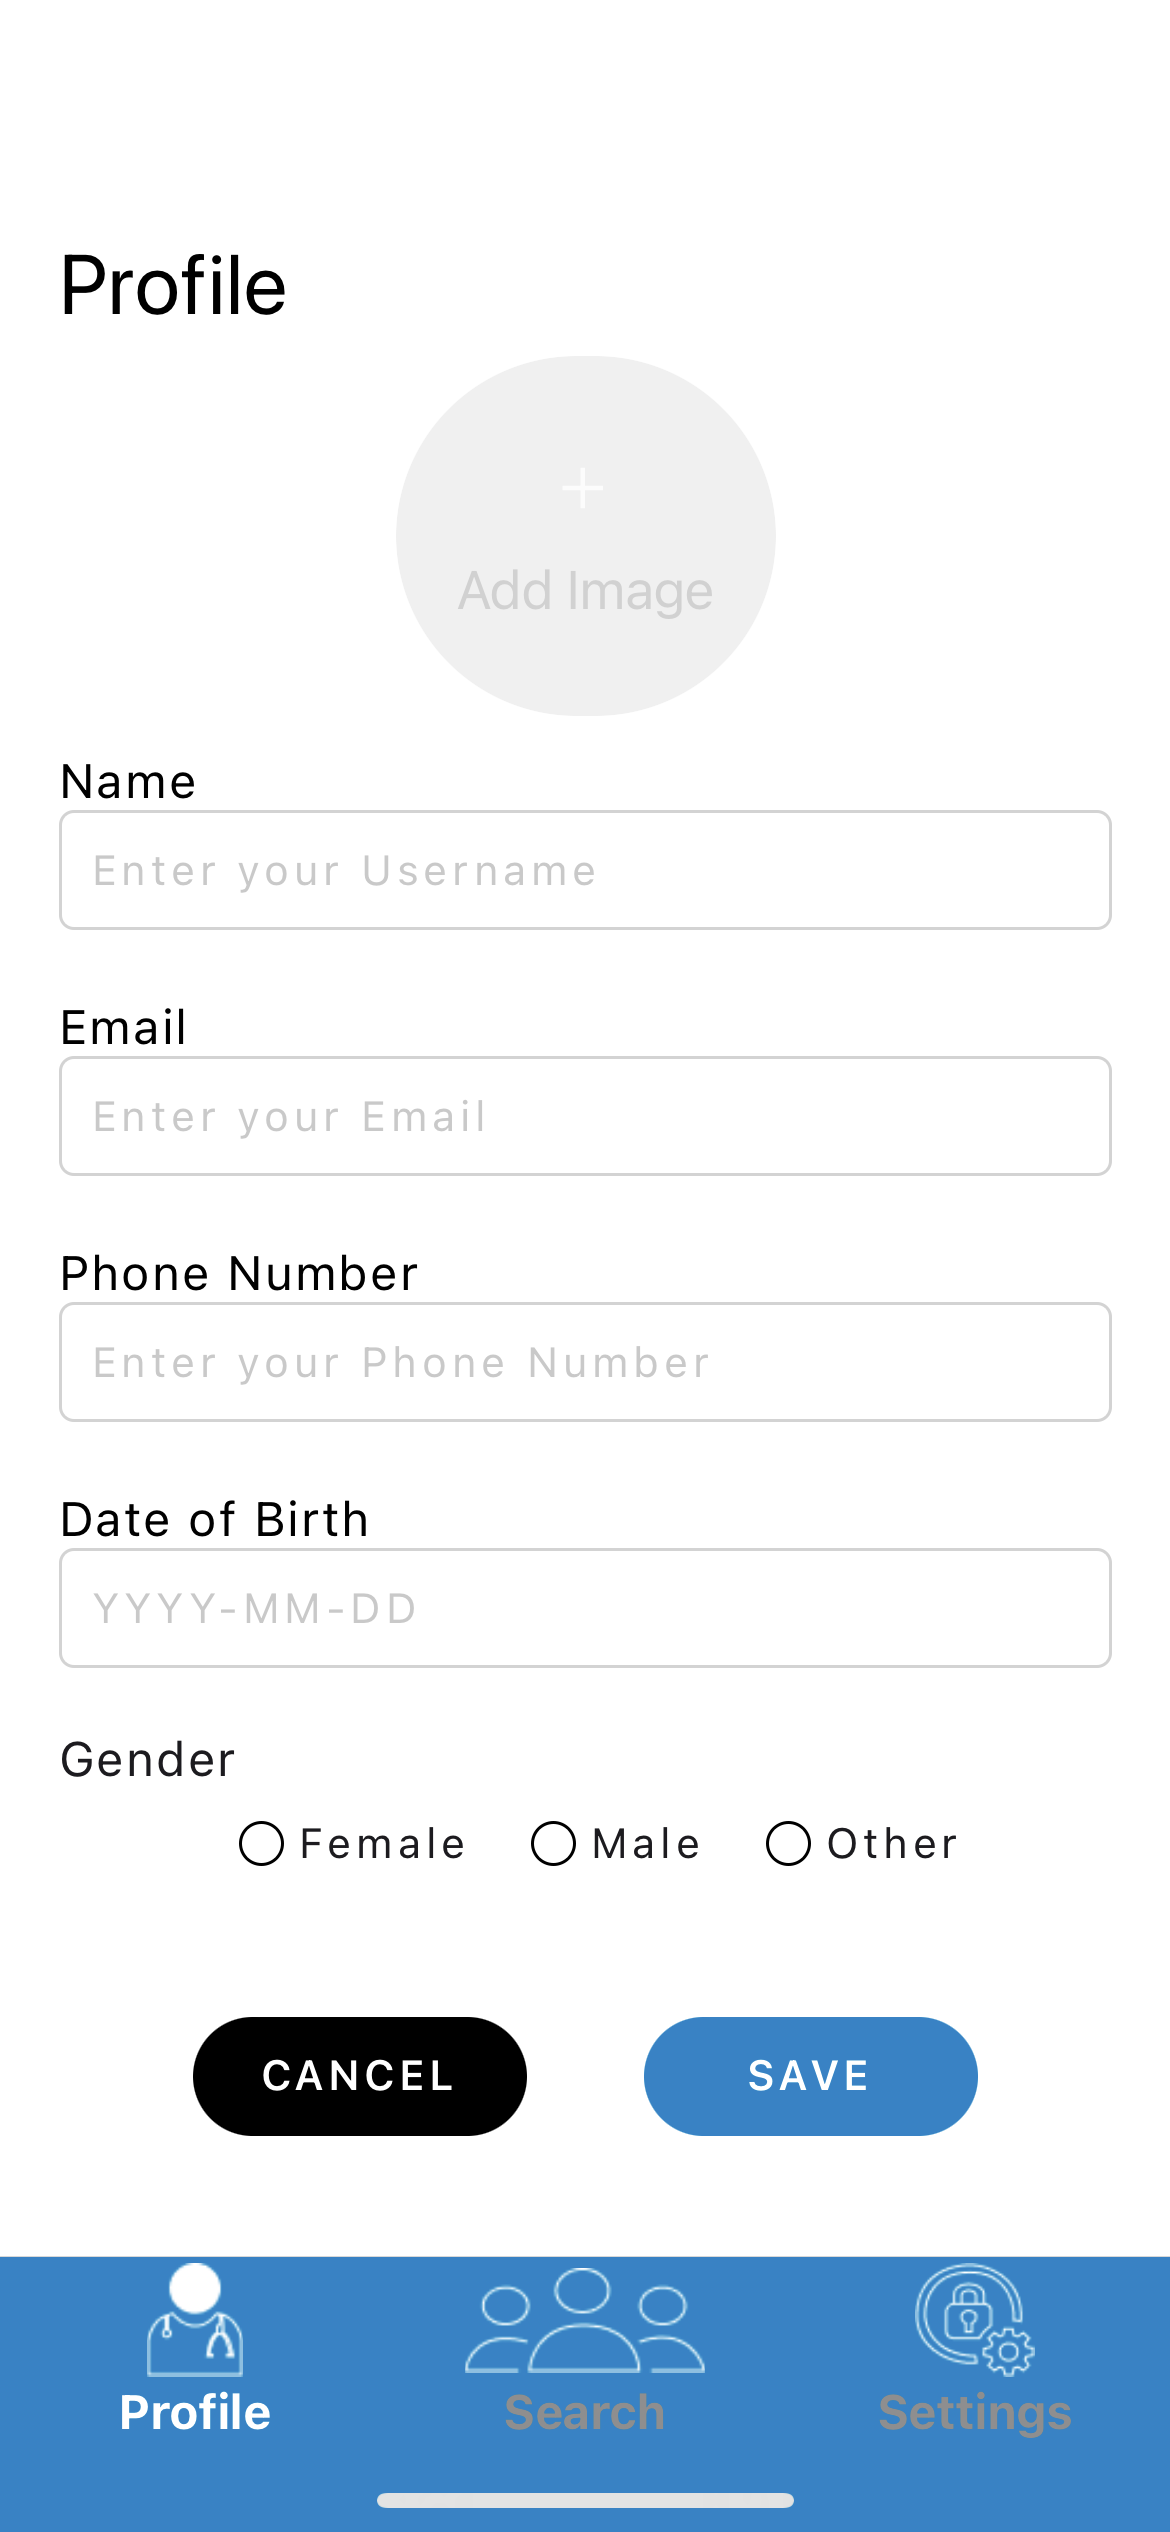 Profile
+
Add Image
Name
Enter your Username
Email
Enter your Email
Phone Number
Enter your Phone Number
Date of Birth
YYYY-MM-DD
Gender
Female Male Other
CANCEL SAVE
Profile Search Settings